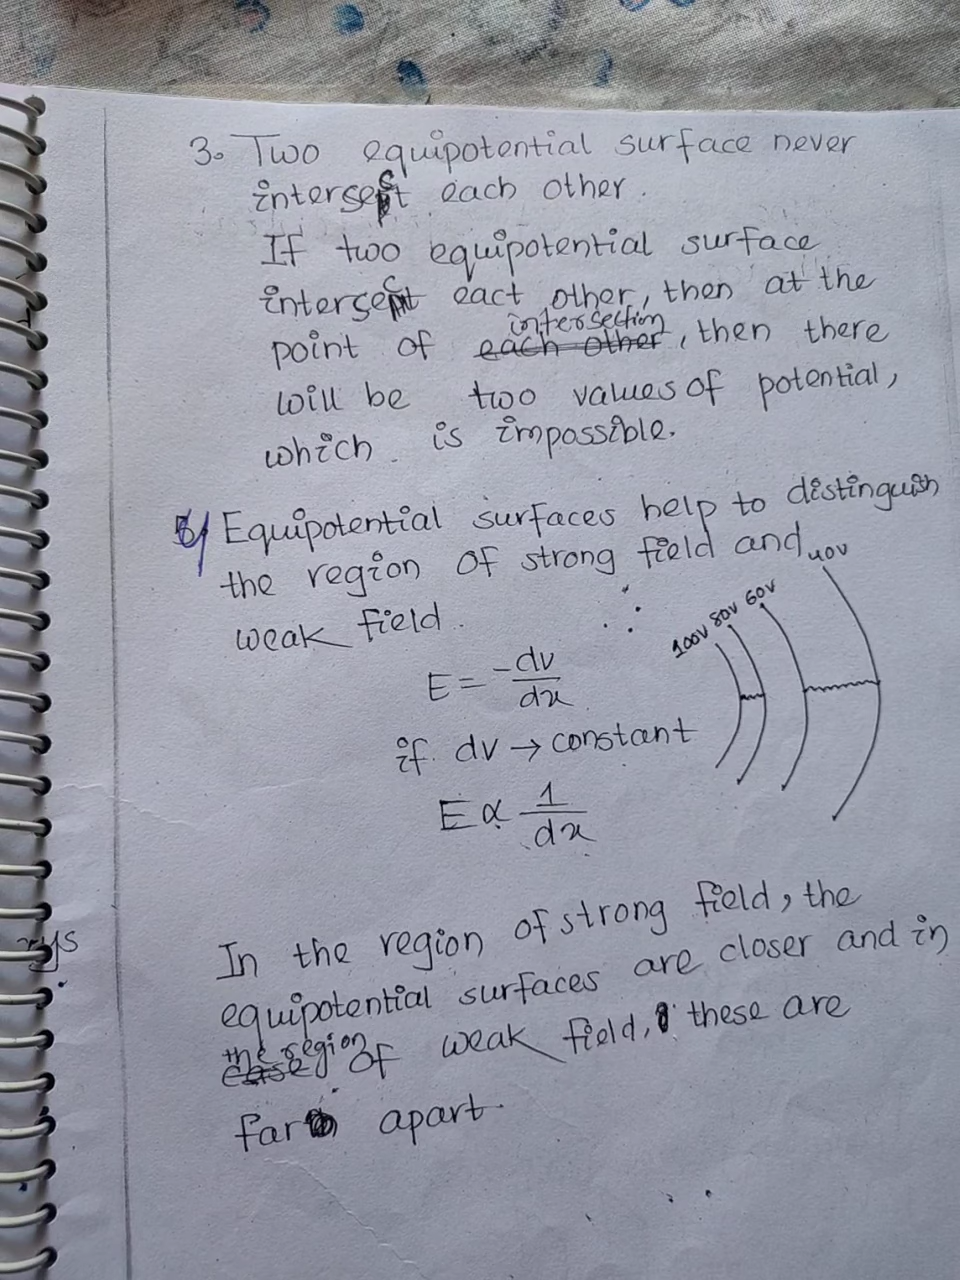 3. Two equipotential surface never
intersect each other.
If two equipotential surface
intersect eact other, then at the
point of intersection, then there
will be two values of potential,
which is impossible.
Equipotential surfaces help to distinguish
the region of strong field and
weak field.
40V
100V 80V 60V
E = -dv/dx
if dv → constant
E ∝ 1/dx
In the region of strong field, the
equipotential surfaces are closer and in
the region of weak field, these are
far apart.